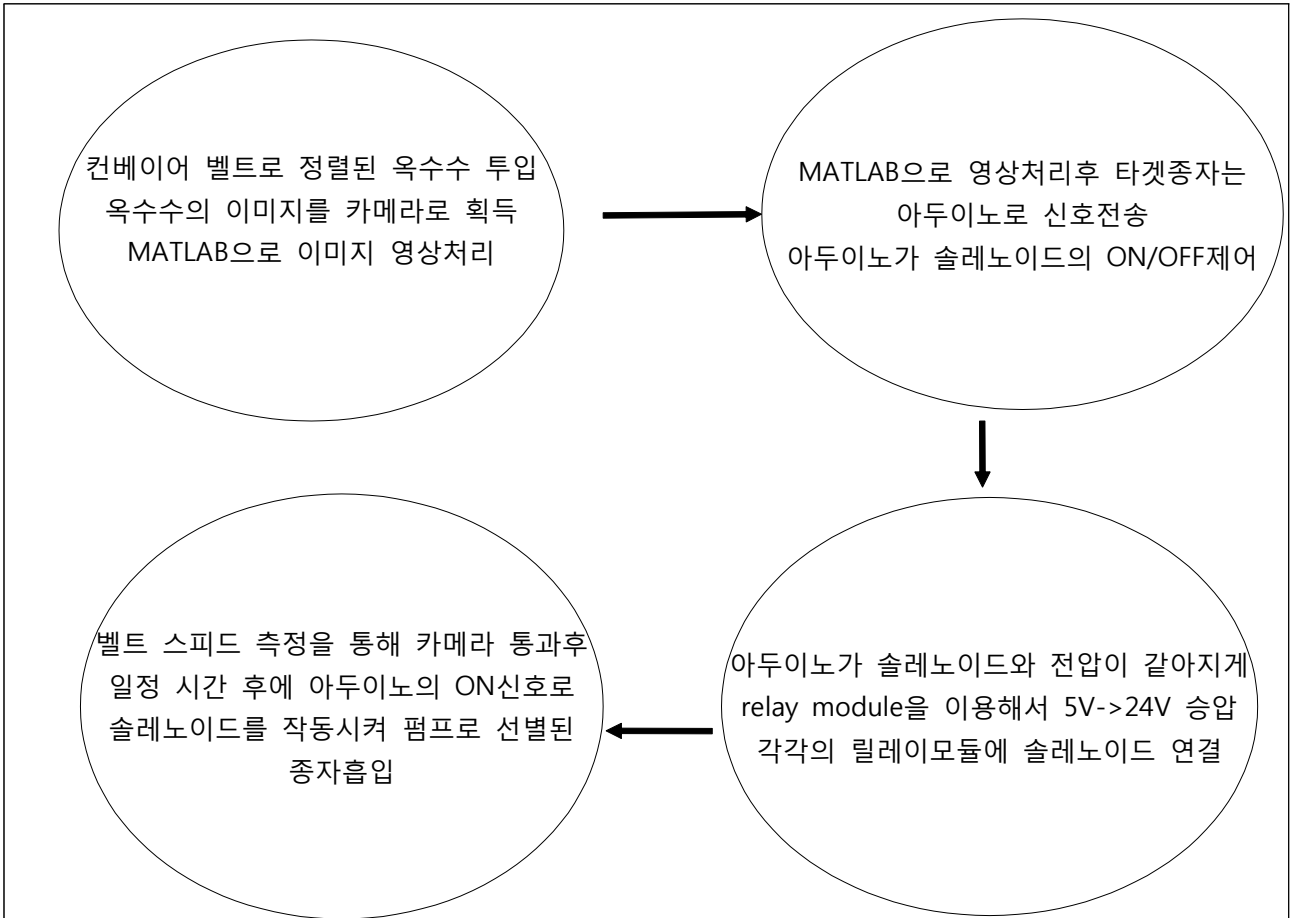 컨베이어 벨트로 정렬된 옥수수 투입
옥수수의 이미지를 카메라로 획득
MATLAB으로 이미지 영상처리
MATLAB으로 영상처리후 타겟종자는
아두이노로 신호전송
아두이노가 솔레노이드의 ON/OFF제어
아두이노가 솔레노이드와 전압이 같아지게
relay module을 이용해서 5V->24V 승압
각각의 릴레이모듈에 솔레노이드 연결
벨트 스피드 측정을 통해 카메라 통과후
일정 시간 후에 아두이노의 ON신호로
솔레노이드를 작동시켜 펌프로 선별된
종자흡입